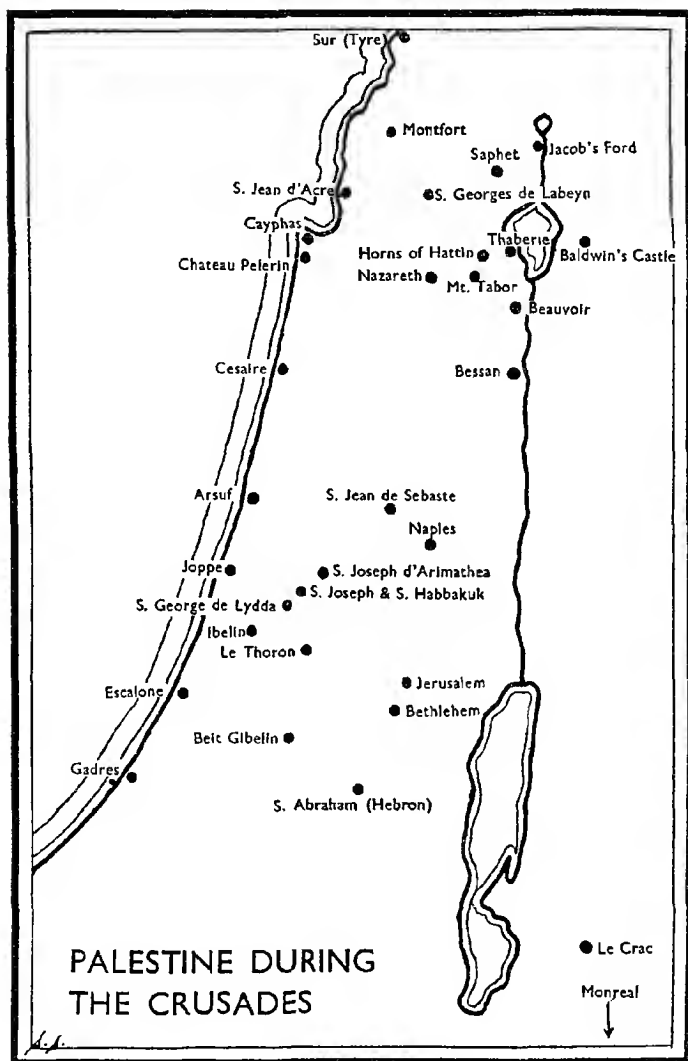 Sur (Tyre)
Montfort
Jacob's Ford
Saphet
S. Jean d'Acre
S. Georges de Labeyn
Cayphas
Thaberie
Horns of Hattin
Baldwin's Castle
Chateau Pelerin
Nazareth
Mt. Tabor
Beauvoir
Cesaire
Bessan
Arsuf
S. Jean de Sebaste
Naples
Joppe
S. Joseph d'Arimathea
S. Joseph & S. Habbakuk
S. George de Lydda
Ibelin
Le Thoron
Jerusalem
Escalone
Bethlehem
Beit Gibelin
Gadres
S. Abraham (Hebron)
PALESTINE DURING
THE CRUSADES
Le Crac
Monreal